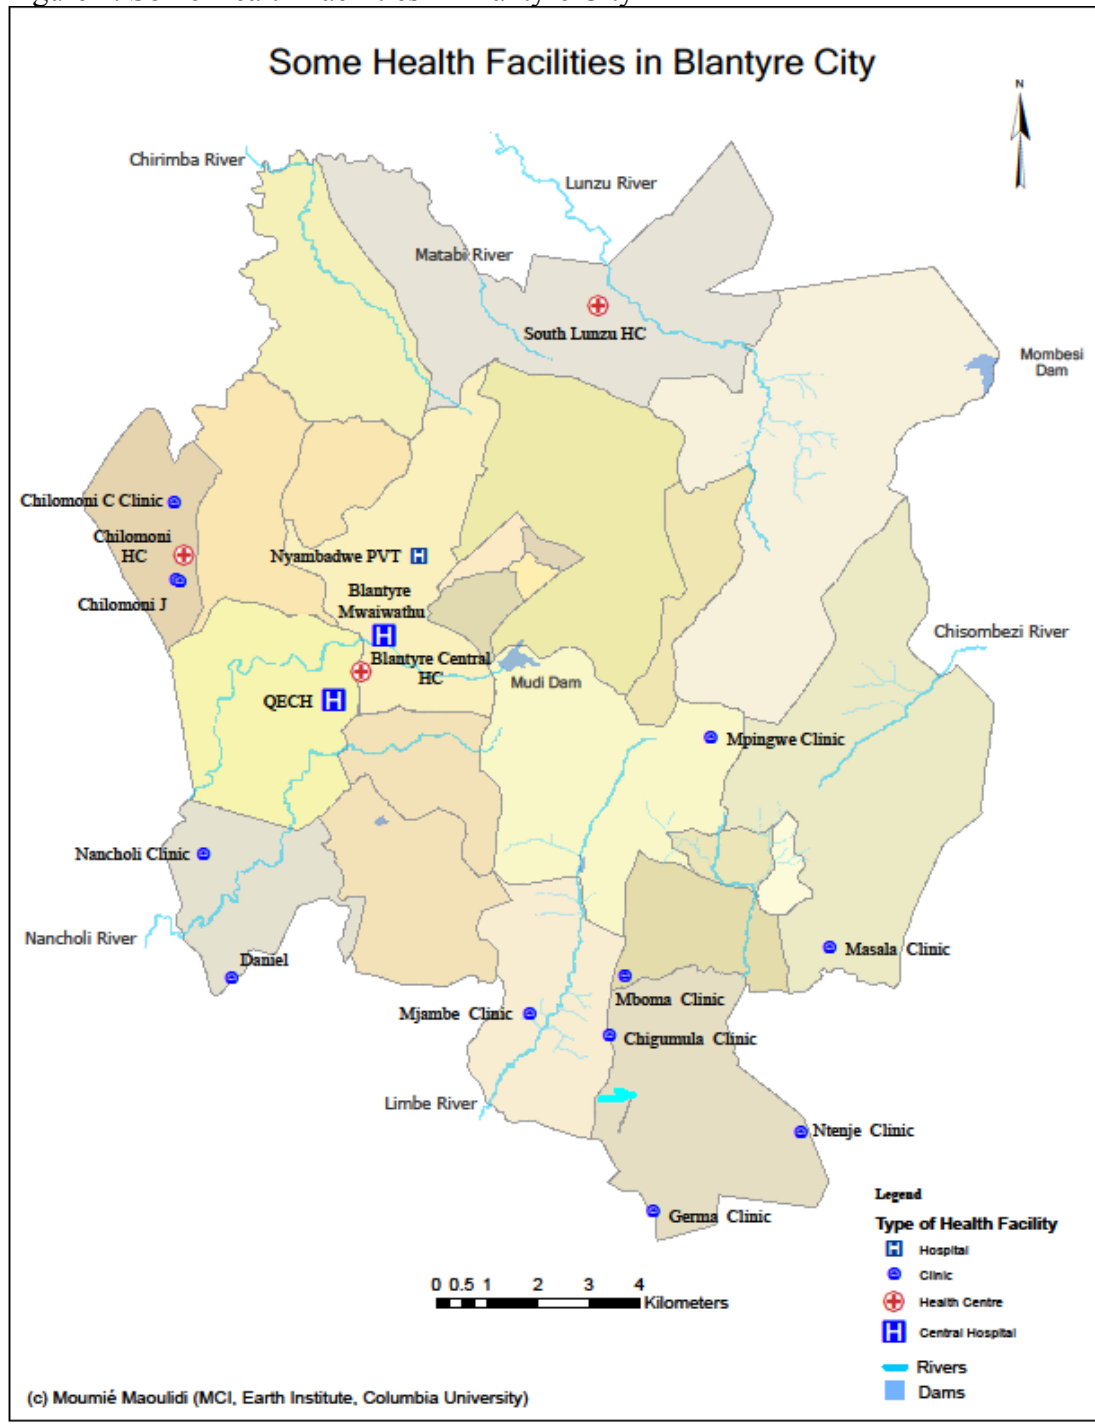 Some Health Facilities in Blantyre City
N
Chirimba River
Lunzu River
Matabi River
South Lunzu HC
Mombesi
Dam
Chilomoni C Clinic
Chilomoni
HC
Chilomoni J
Nyambadwe PVT
Blantyre
Mwaiwathu
Blantyre Central
HC
QECH
Mudi Dam
Chisombezi River
Mpingwe Clinic
Nancholi Clinic
Nancholi River
Daniel
Masala Clinic
Mboma Clinic
Mjambe Clinic
Chigumula Clinic
Limbe River
Ntenje Clinic
Germa Clinic
Legend
Type of Health Facility
Hospital
Clinic
Health Centre
Central Hospital
Rivers
Dams
0 0.5 1 2 3 4
Kilometers
(c) Moumié Maoulidi (MCI, Earth Institute, Columbia University)